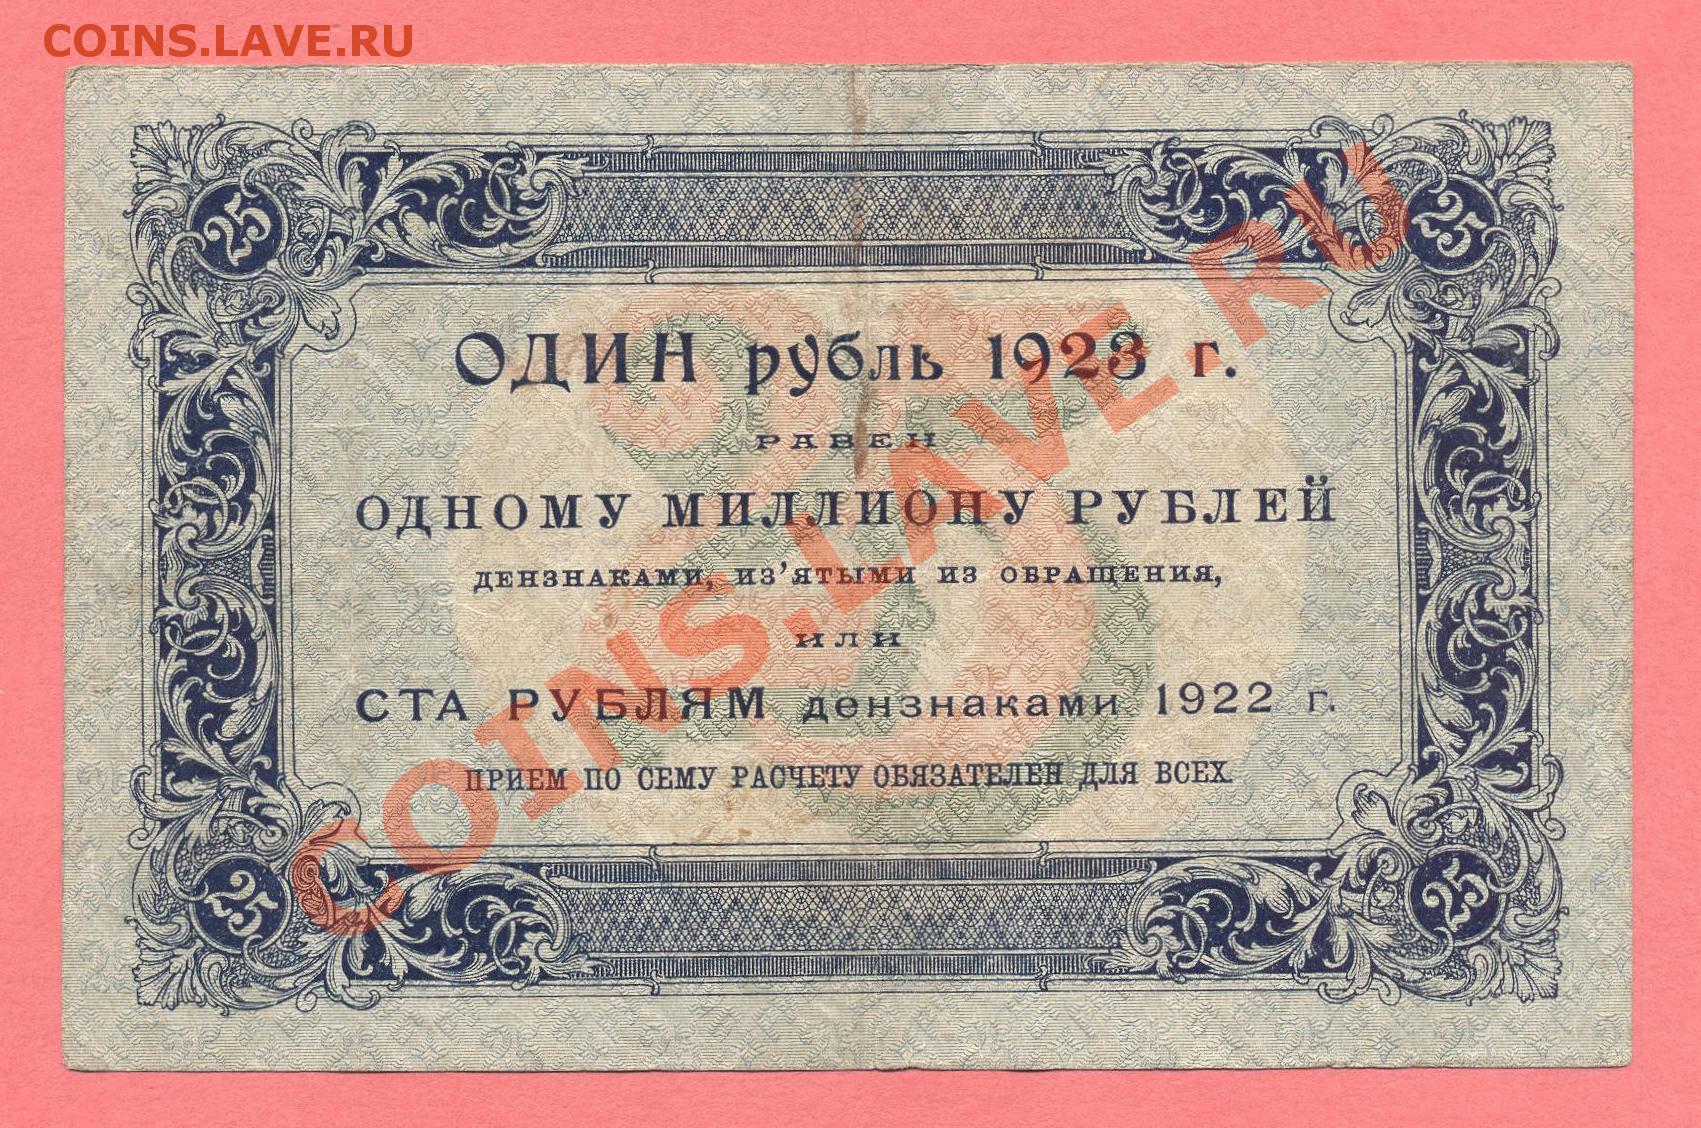 COINS.LAVE.RU
25 25
ОДИН рубль 1923 г.
РАВЕН
ОДНОМУ МИЛЛИОНУ РУБЛЕЙ
ДЕНЗНАКАМИ, ИЗ'ЯТЫМИ ИЗ ОБРАЩЕНИЯ,
ИЛИ
СТА РУБЛЯМ дензнаками 1922 г.
ПРИЕМ ПО СЕМУ РАСЧЕТУ ОБЯЗАТЕЛЕН ДЛЯ ВСЕХ.
25 25
25
COINS.LAVE.RU